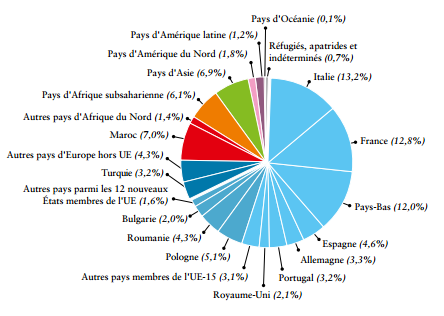 Pays d'Océanie (0,1%)
Pays d'Amérique latine (1,2%)
Réfugiés, apatrides et
indéterminés (0,7%)
Pays d'Amérique du Nord (1,8%)
Pays d'Asie (6,9%)
Italie (13,2%)
Pays d'Afrique subsaharienne (6,1%)
Autres pays d'Afrique du Nord (1,4%)
Maroc (7,0%)
France (12,8%)
Autres pays d'Europe hors UE (4,3%)
Turquie (3,2%)
Autres pays parmi les 12 nouveaux
États membres de l'UE (1,6%)
Pays-Bas (12,0%)
Bulgarie (2,0%)
Roumanie (4,3%)
Espagne (4,6%)
Pologne (5,1%)
Allemagne (3,3%)
Autres pays membres de l'UE-15 (3,1%)
Portugal (3,2%)
Royaume-Uni (2,1%)